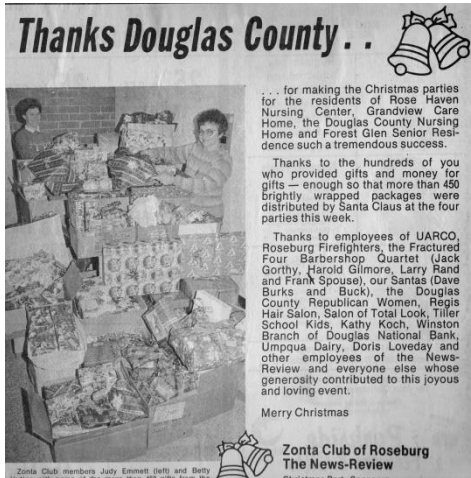 Thanks Douglas County . .
. . . for making the Christmas parties
for the residents of Rose Haven
Nursing Center, Grandview Care
Home, the Douglas County Nursing
Home and Forest Glen Senior Resi-
dence such a tremendous success.
Thanks to the hundreds of you
who provided gifts and money for
gifts — enough so that more than 450
brightly wrapped packages were
distributed by Santa Claus at the four
parties this week.
Thanks to employees of UARCO,
Roseburg Firefighters, the Fractured
Four Barbershop Quartet (Jack
Gorthy, Harold Gilmore, Larry Rand
and Frank Spouse), our Santas (Dave
Burks and Buck), the Douglas
County Republican Women, Regis
Hair Salon, Salon of Total Look, Tiller
School Kids, Kathy Koch, Winston
Branch of Douglas National Bank,
Umpqua Dairy, Doris Loveday and
other employees of the News-
Review and everyone else whose
generosity contributed to this joyous
and loving event.
Merry Christmas
Zonta Club of Roseburg
The News-Review
Zonta Club members Judy Emmett (left) and Betty